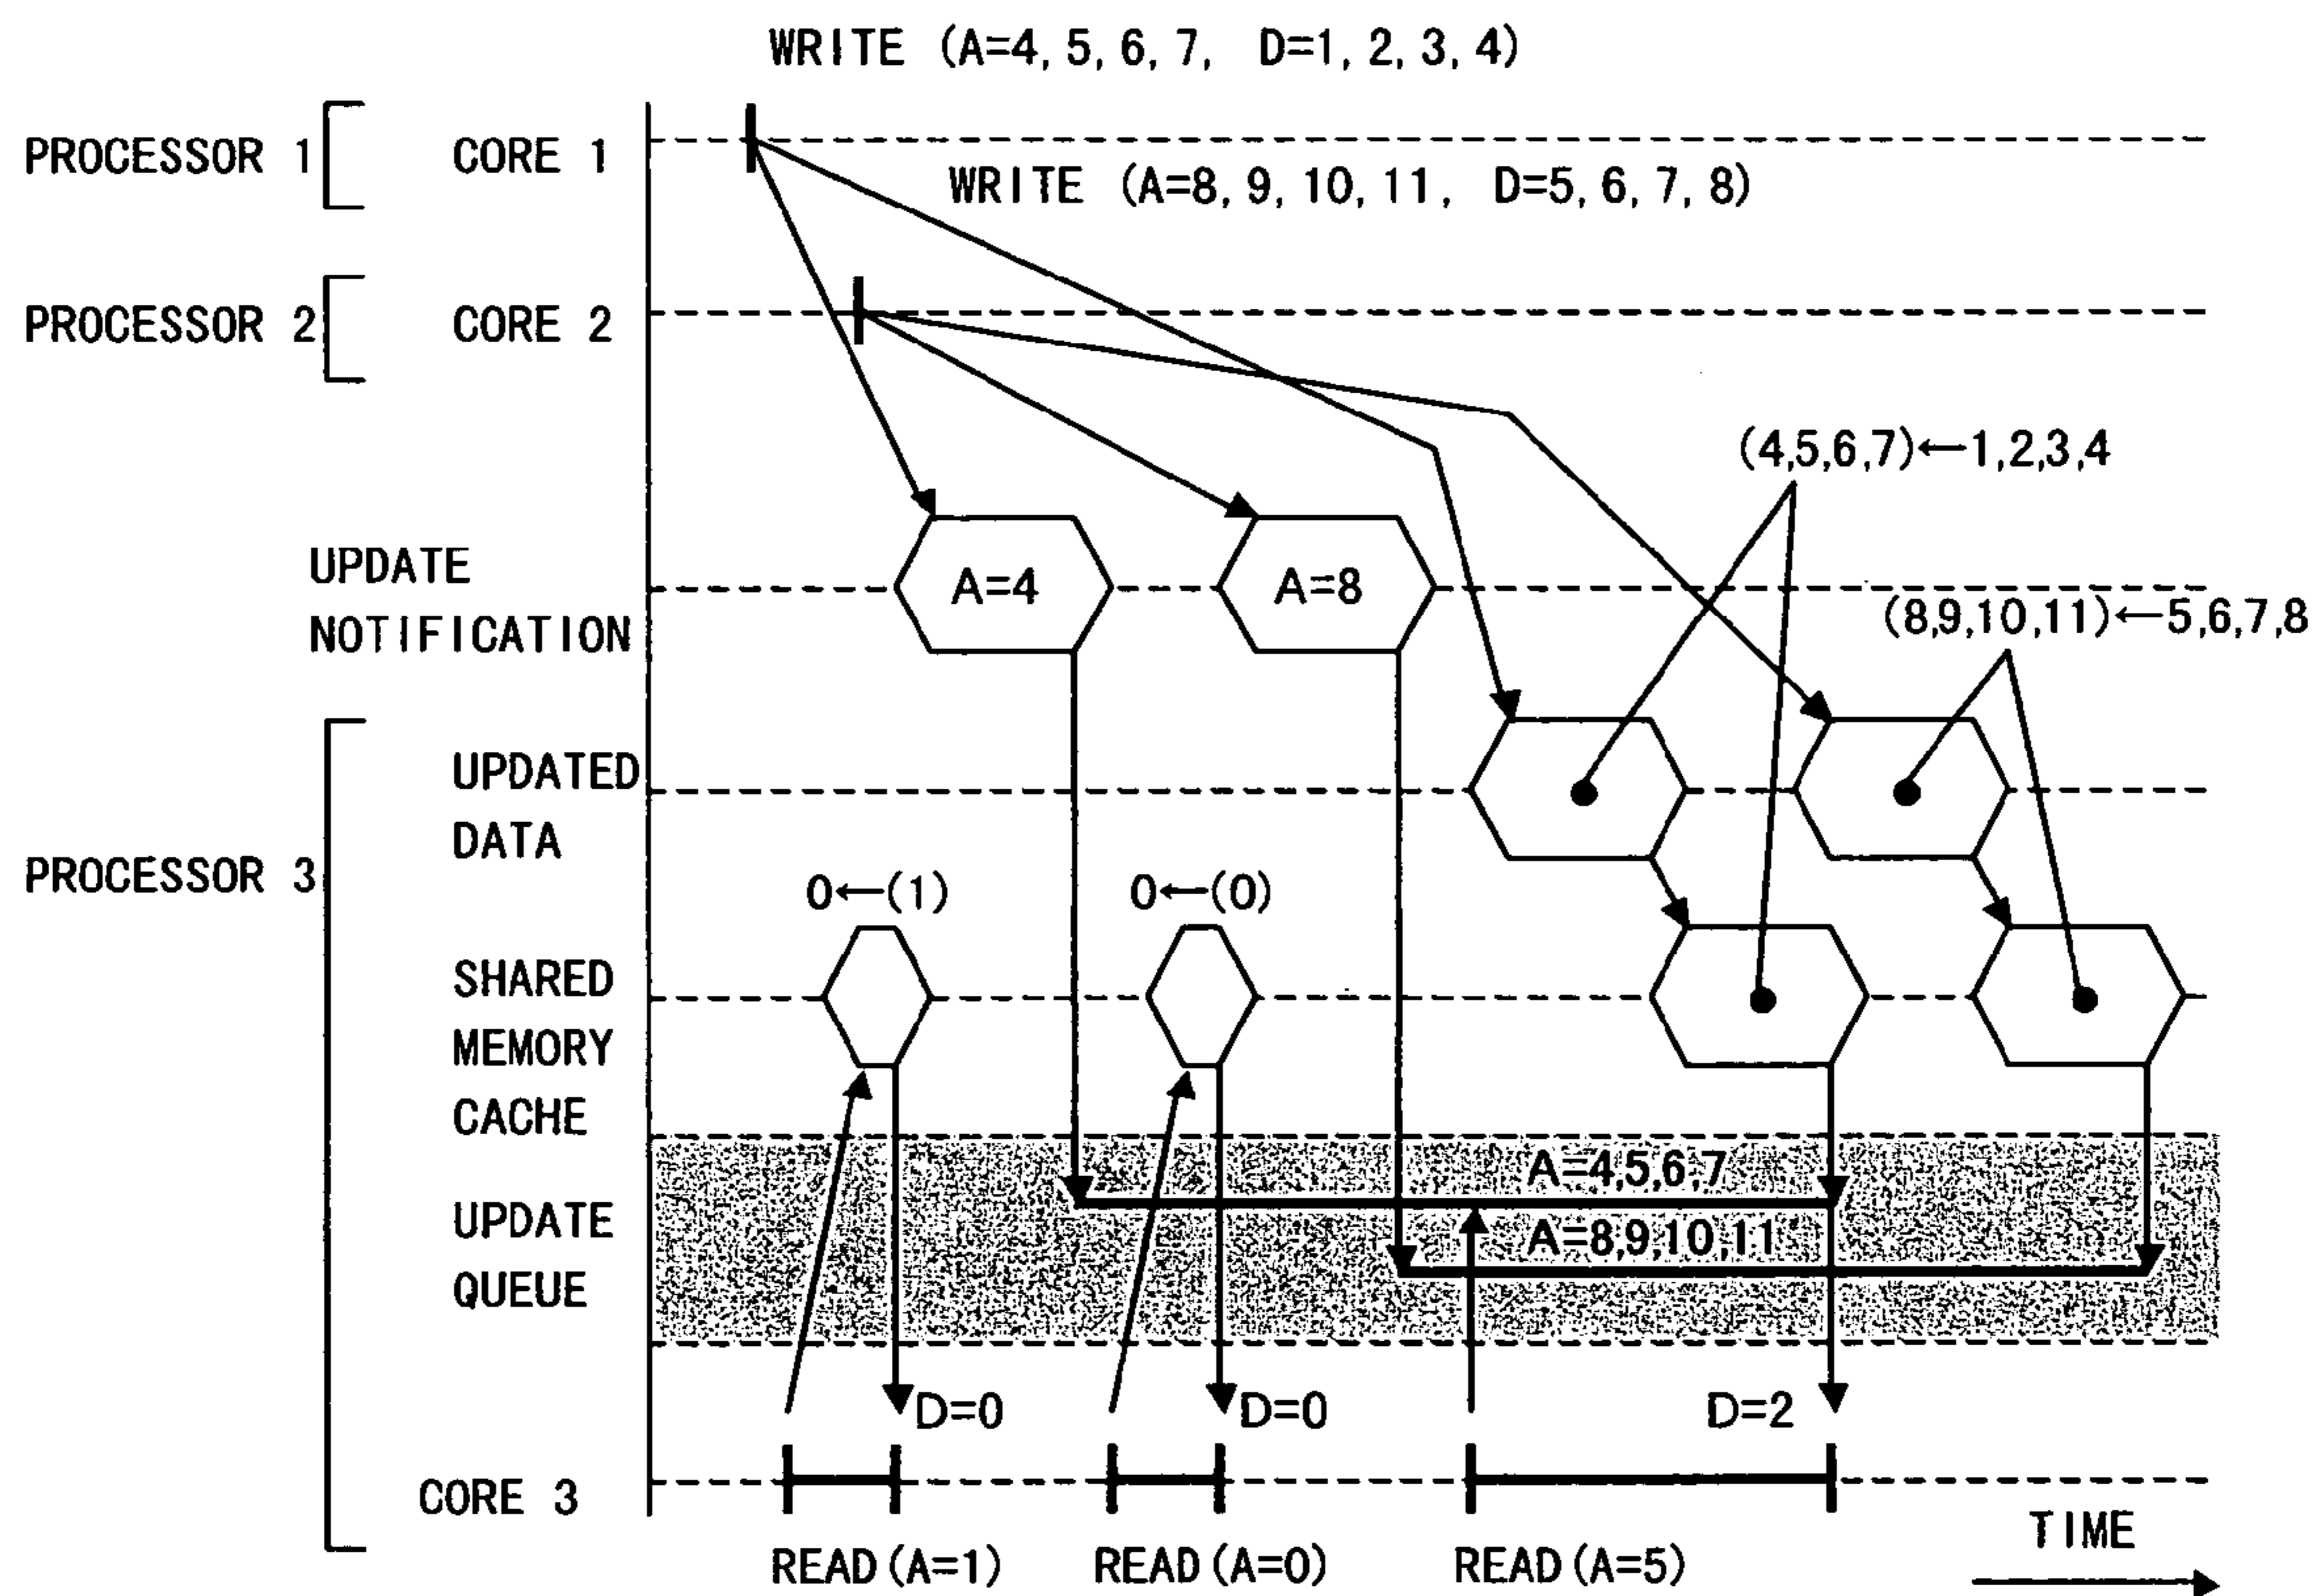 WRITE (A=4, 5, 6, 7, D=1, 2, 3, 4)
PROCESSOR 1
CORE 1
WRITE (A=8, 9, 10, 11, D=5, 6, 7, 8)
PROCESSOR 2
CORE 2
(4,5,6,7)←1,2,3,4
UPDATE
NOTIFICATION
A=4
A=8
(8,9,10,11)←5,6,7,8
UPDATED
DATA
PROCESSOR 3
0←(1)
0←(0)
SHARED
MEMORY
CACHE
A=4,5,6,7
UPDATE
QUEUE
A=8,9,10,11
D=0
D=0
D=2
CORE 3
TIME
READ (A=1)
READ (A=0)
READ (A=5)